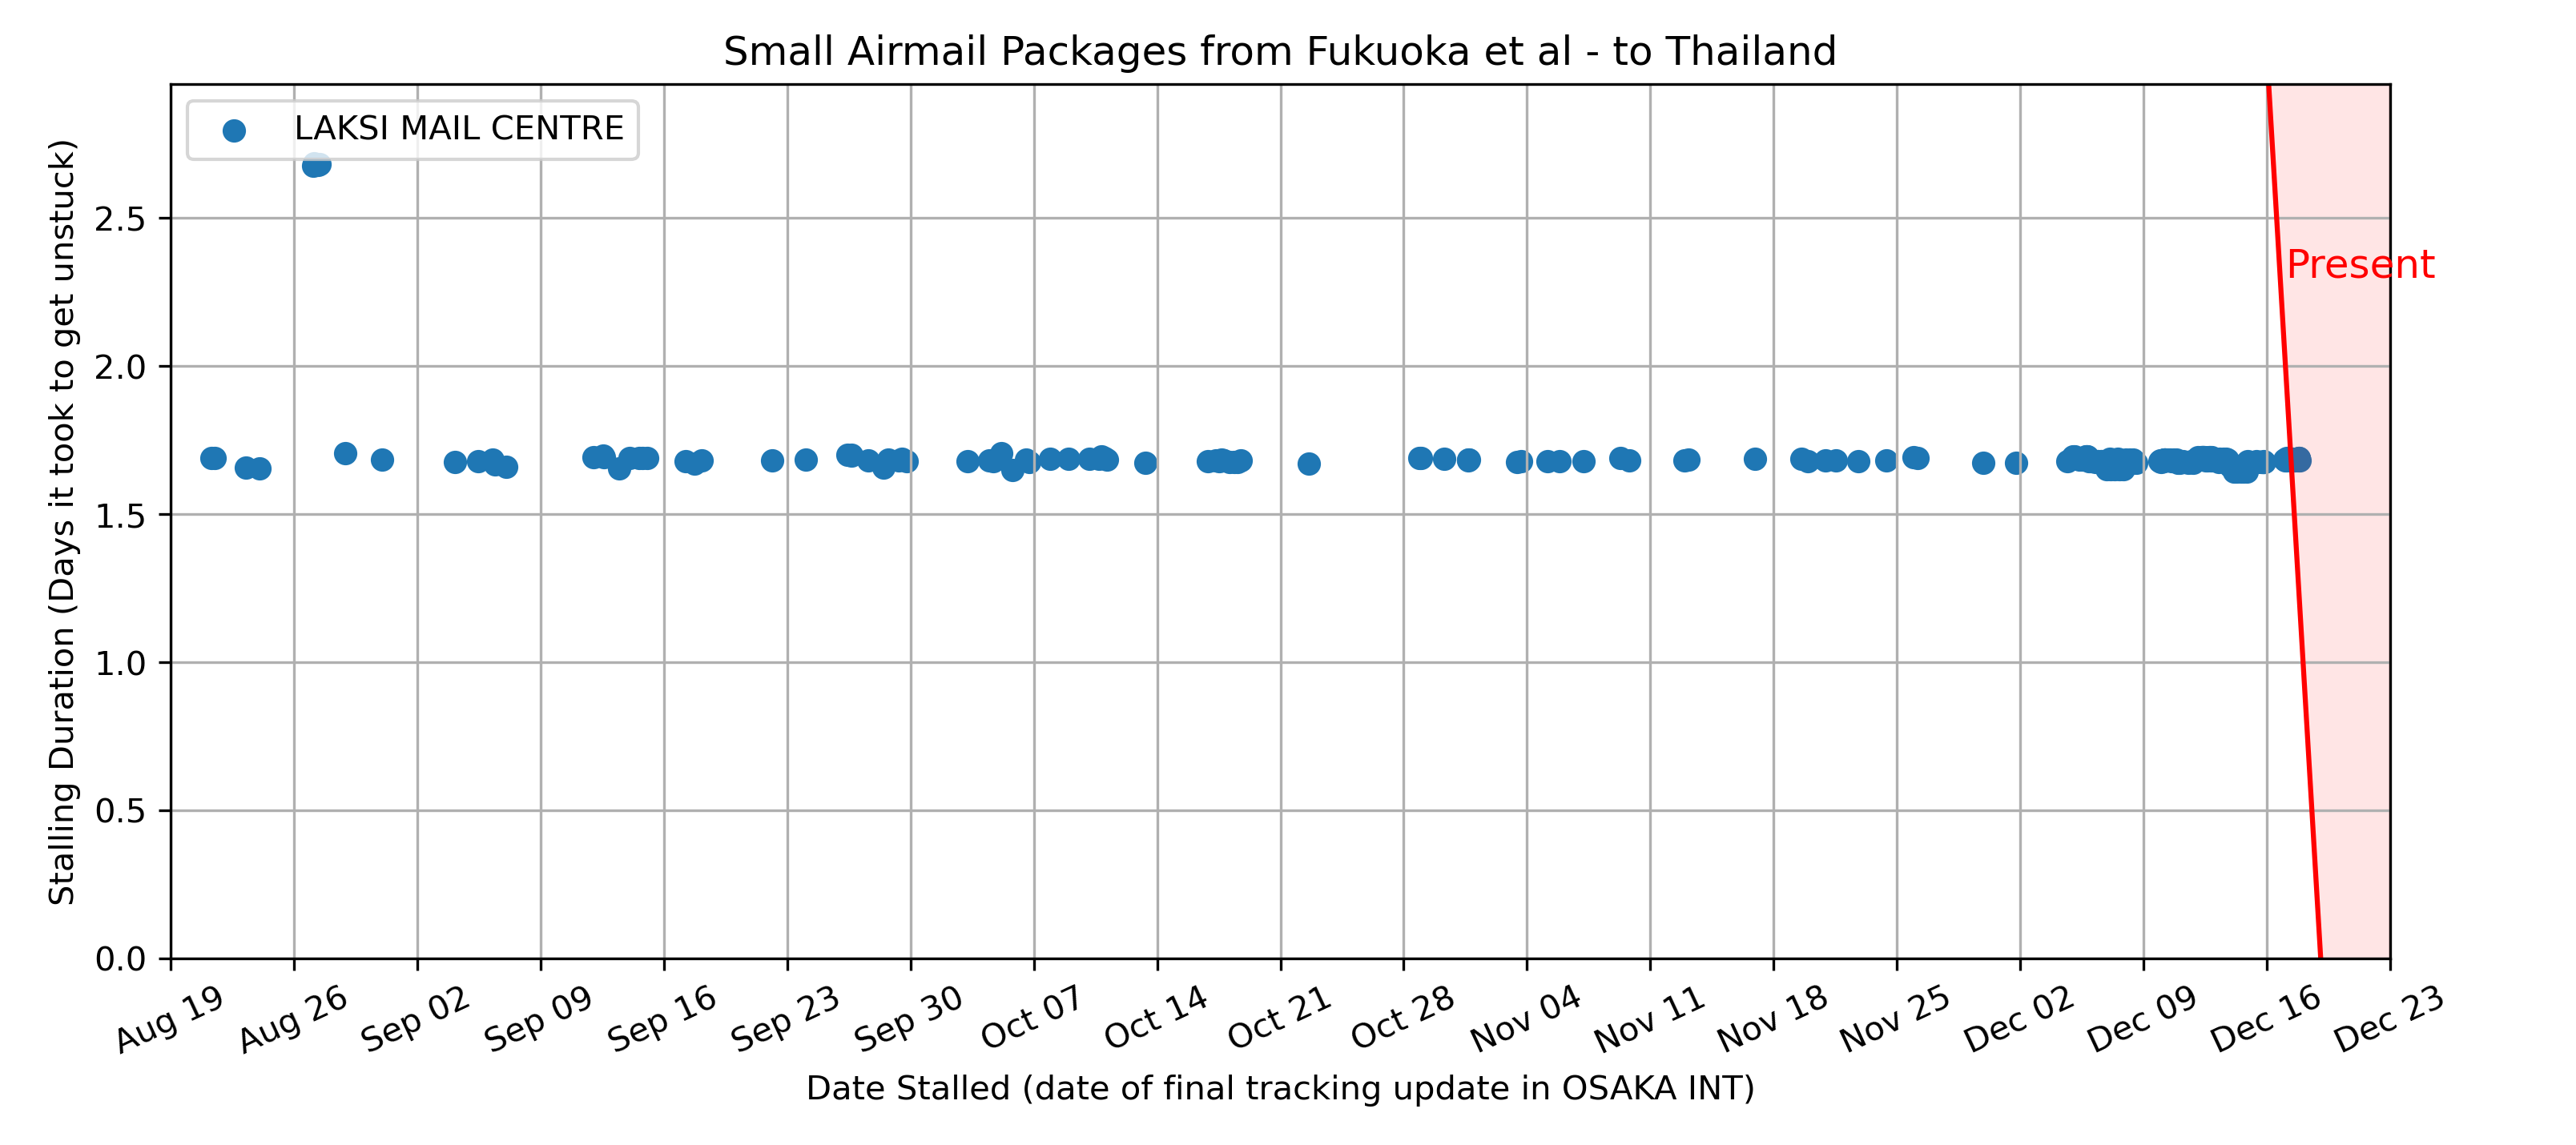 Small Airmail Packages from Fukuoka et al - to Thailand
LAKSI MAIL CENTRE
Present
Stalling Duration (Days it took to get unstuck)
2.5
2.0
1.5
1.0
0.5
0.0
Aug 19 Aug 26 Sep 02 Sep 09 Sep 16 Sep 23 Sep 30 Oct 07 Oct 14 Oct 21 Oct 28 Nov 04 Nov 11 Nov 18 Nov 25 Dec 02 Dec 09 Dec 16 Dec 23
Date Stalled (date of final tracking update in OSAKA INT)